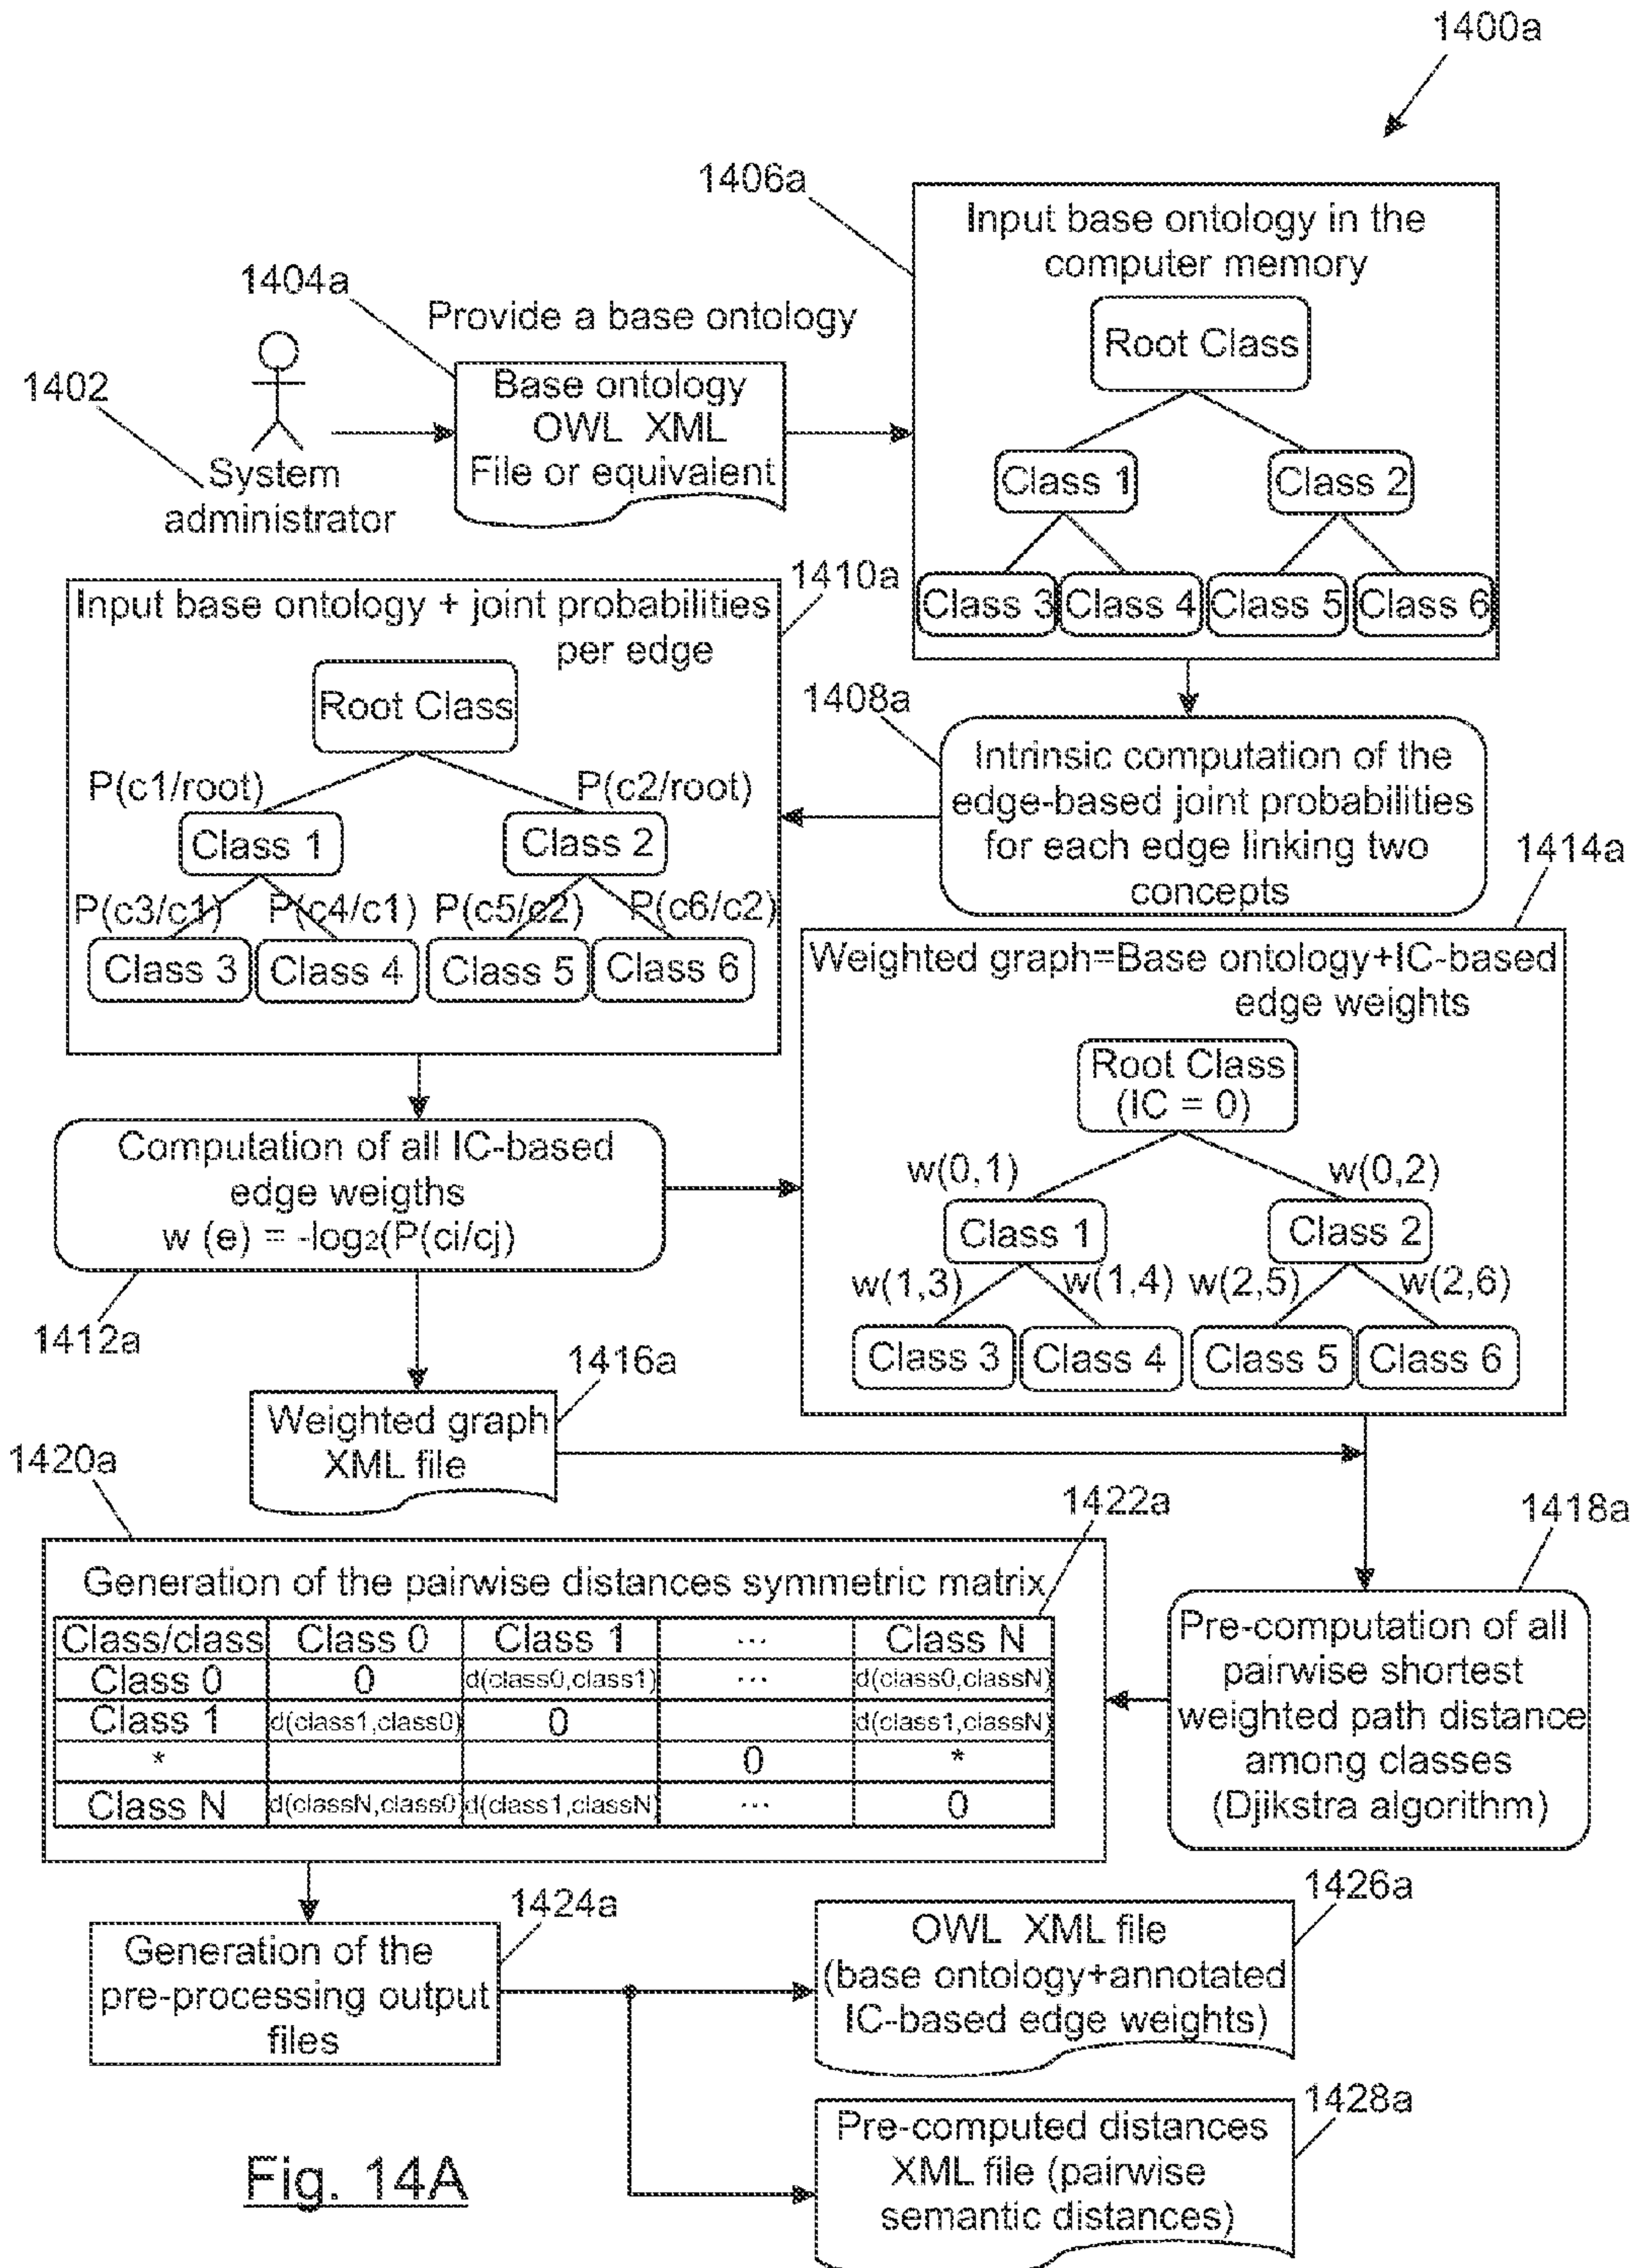 1400a
1406a
Input base ontology in the
computer memory
Root Class
Class 1
Class 2
Class 3
Class 4
Class 5
Class 6
1404a
Provide a base ontology
1402
System
administrator
Base ontology
OWL XML
File or equivalent
1410a
Input base ontology + joint probabilities
per edge
Root Class
P(c1/root)
P(c2/root)
Class 1
Class 2
P(c3/c1)
P(c4/c1)
P(c5/c2)
P(c6/c2)
Class 3
Class 4
Class 5
Class 6
1408a
Intrinsic computation of the
edge-based joint probabilities
for each edge linking two
concepts
1414a
Weighted graph=Base ontology+IC-based
edge weights
Root Class
(IC = 0)
w(0,1)
w(0,2)
Class 1
Class 2
w(1,3)
w(1,4)
w(2,5)
w(2,6)
Class 3
Class 4
Class 5
Class 6
Computation of all IC-based
edge weigths
w (e) = -log2(P(ci/cj)
1412a
1416a
Weighted graph
XML file
1420a
1422a
1418a
Generation of the pairwise distances symmetric matrix
Class/class Class 0 Class 1 ... Class N
Class 0 0 d(class0,class1) ... d(class0,classN)
Class 1 d(class1,class0) 0 d(class1,classN)
* 0 *
Class N d(classN,class0) d(class1,classN) ... 0
Pre-computation of all
pairwise shortest
weighted path distance
among classes
(Djikstra algorithm)
1424a
Generation of the
pre-processing output
files
1426a
OWL XML file
(base ontology+annotated
IC-based edge weights)
1428a
Pre-computed distances
XML file (pairwise
semantic distances)
Fig. 14A